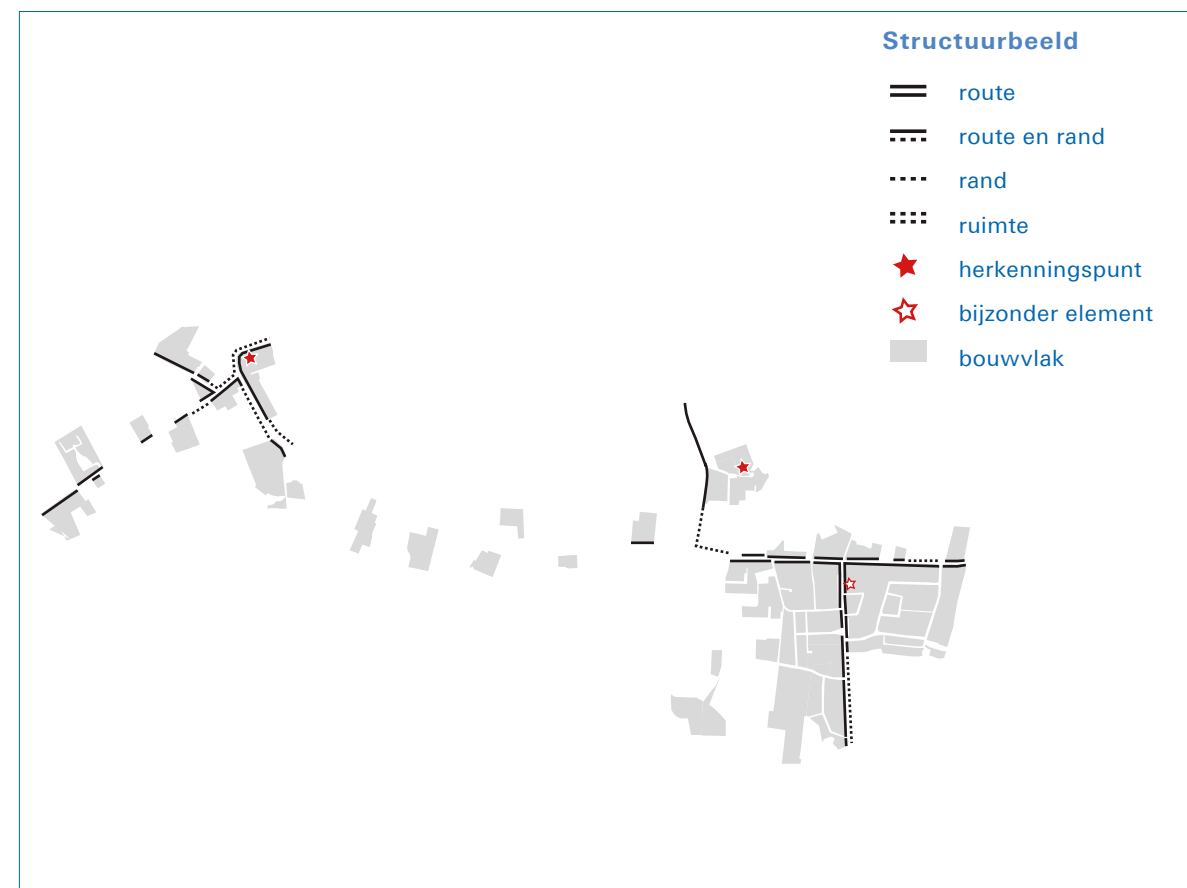 Structuurbeeld
route
route en rand
rand
ruimte
herkenningspunt
bijzonder element
bouwvlak